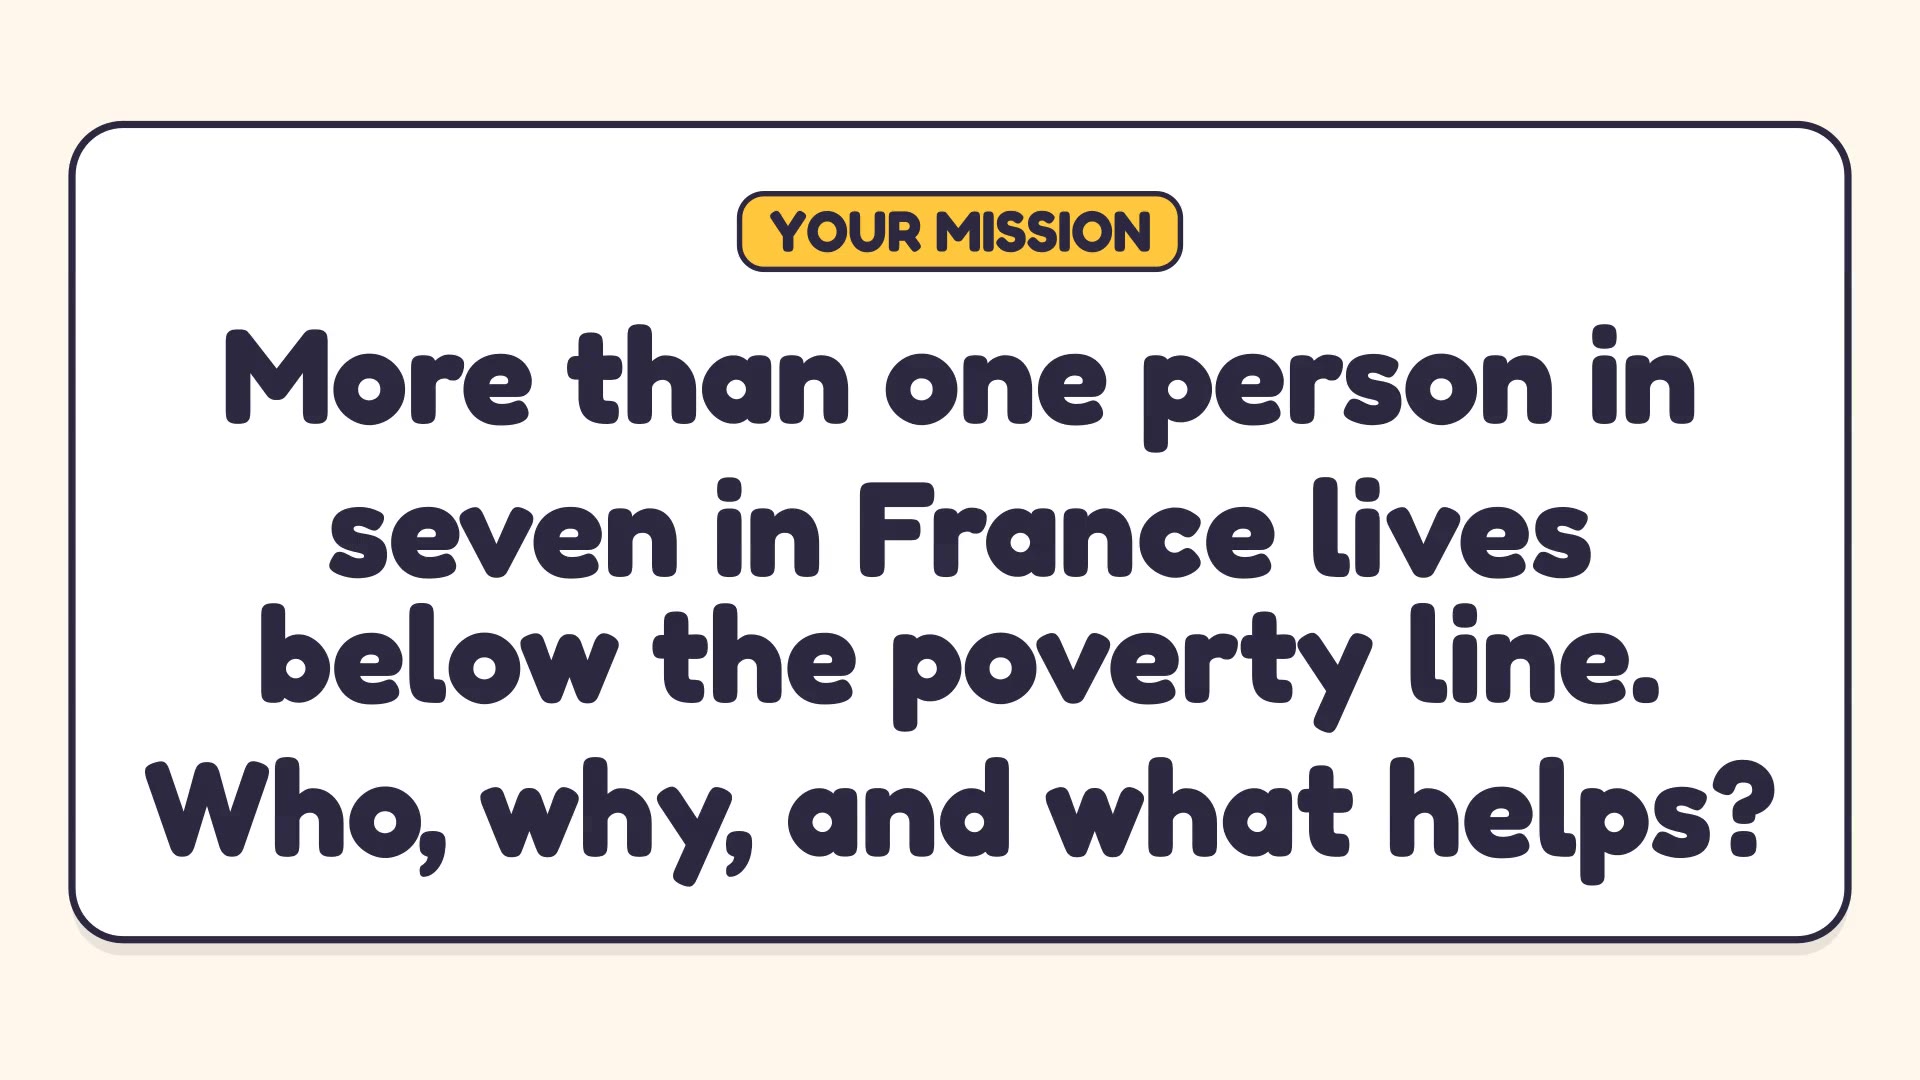 YOUR MISSION
More than one person in
seven in France lives
below the poverty line.
Who, why, and what helps?